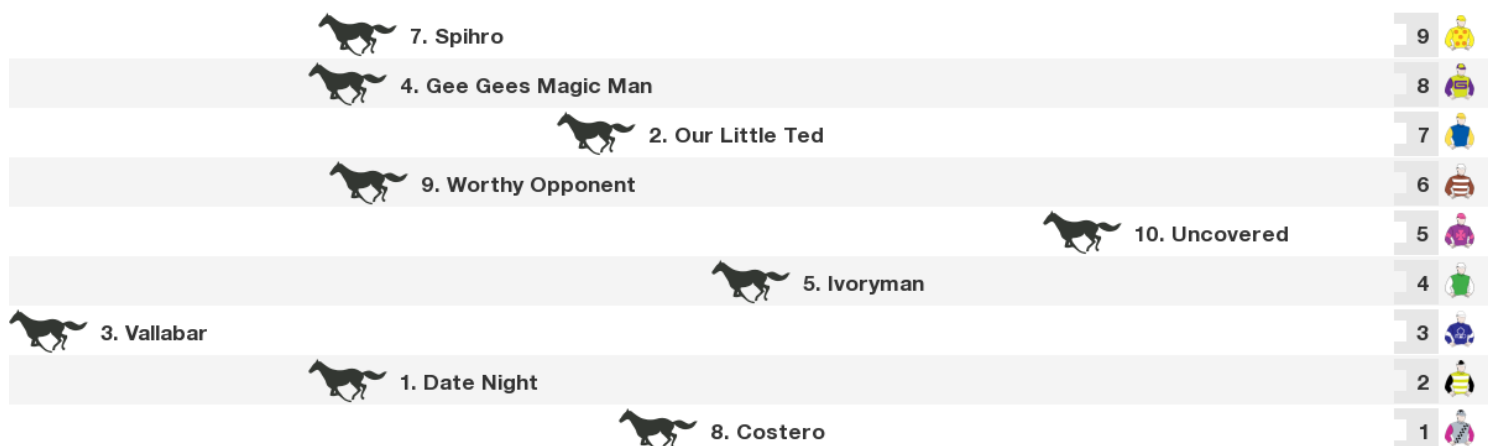 7. Spihro 9
4. Gee Gees Magic Man 8
2. Our Little Ted 7
9. Worthy Opponent 6
10. Uncovered 5
5. Ivoryman 4
3. Vallabar 3
1. Date Night 2
8. Costero 1